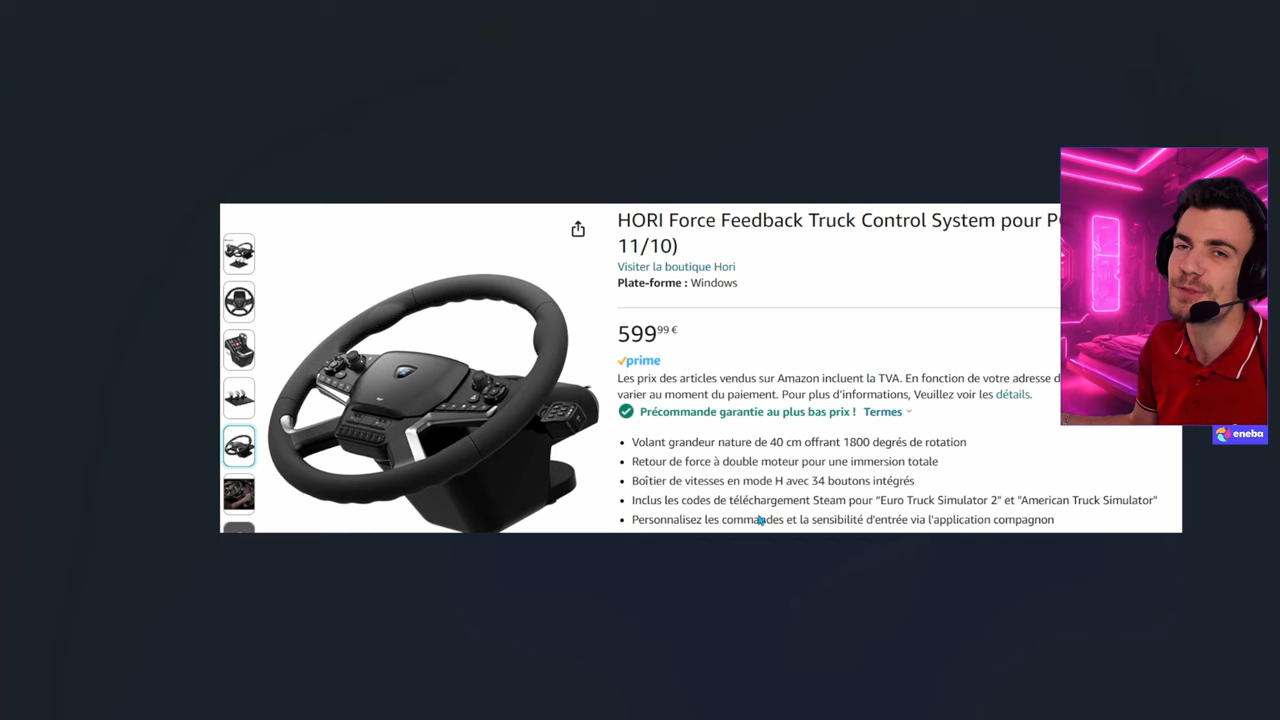 HORI Force Feedback Truck Control System pour P
11/10)
Visiter la boutique Hori
Plate-forme : Windows
599,99 €
prime
Les prix des articles vendus sur Amazon incluent la TVA. En fonction de votre adresse d
varier au moment du paiement. Pour plus d'informations, Veuillez voir les détails.
Précommande garantie au plus bas prix ! Termes
eneba
• Volant grandeur nature de 40 cm offrant 1800 degrés de rotation
• Retour de force à double moteur pour une immersion totale
• Boîtier de vitesses en mode H avec 34 boutons intégrés
• Inclus les codes de téléchargement Steam pour “Euro Truck Simulator 2" et "American Truck Simulator"
• Personnalisez les commandes et la sensibilité d'entrée via l'application compagnon